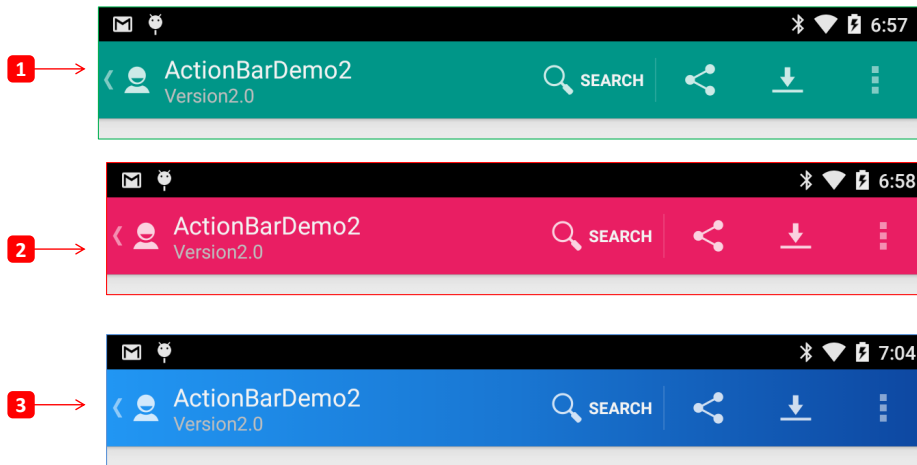 6:57
1
ActionBarDemo2
SEARCH
Version2.0
6:58
2
ActionBarDemo2
SEARCH
Version2.0
7:04
3
ActionBarDemo2
SEARCH
Version2.0